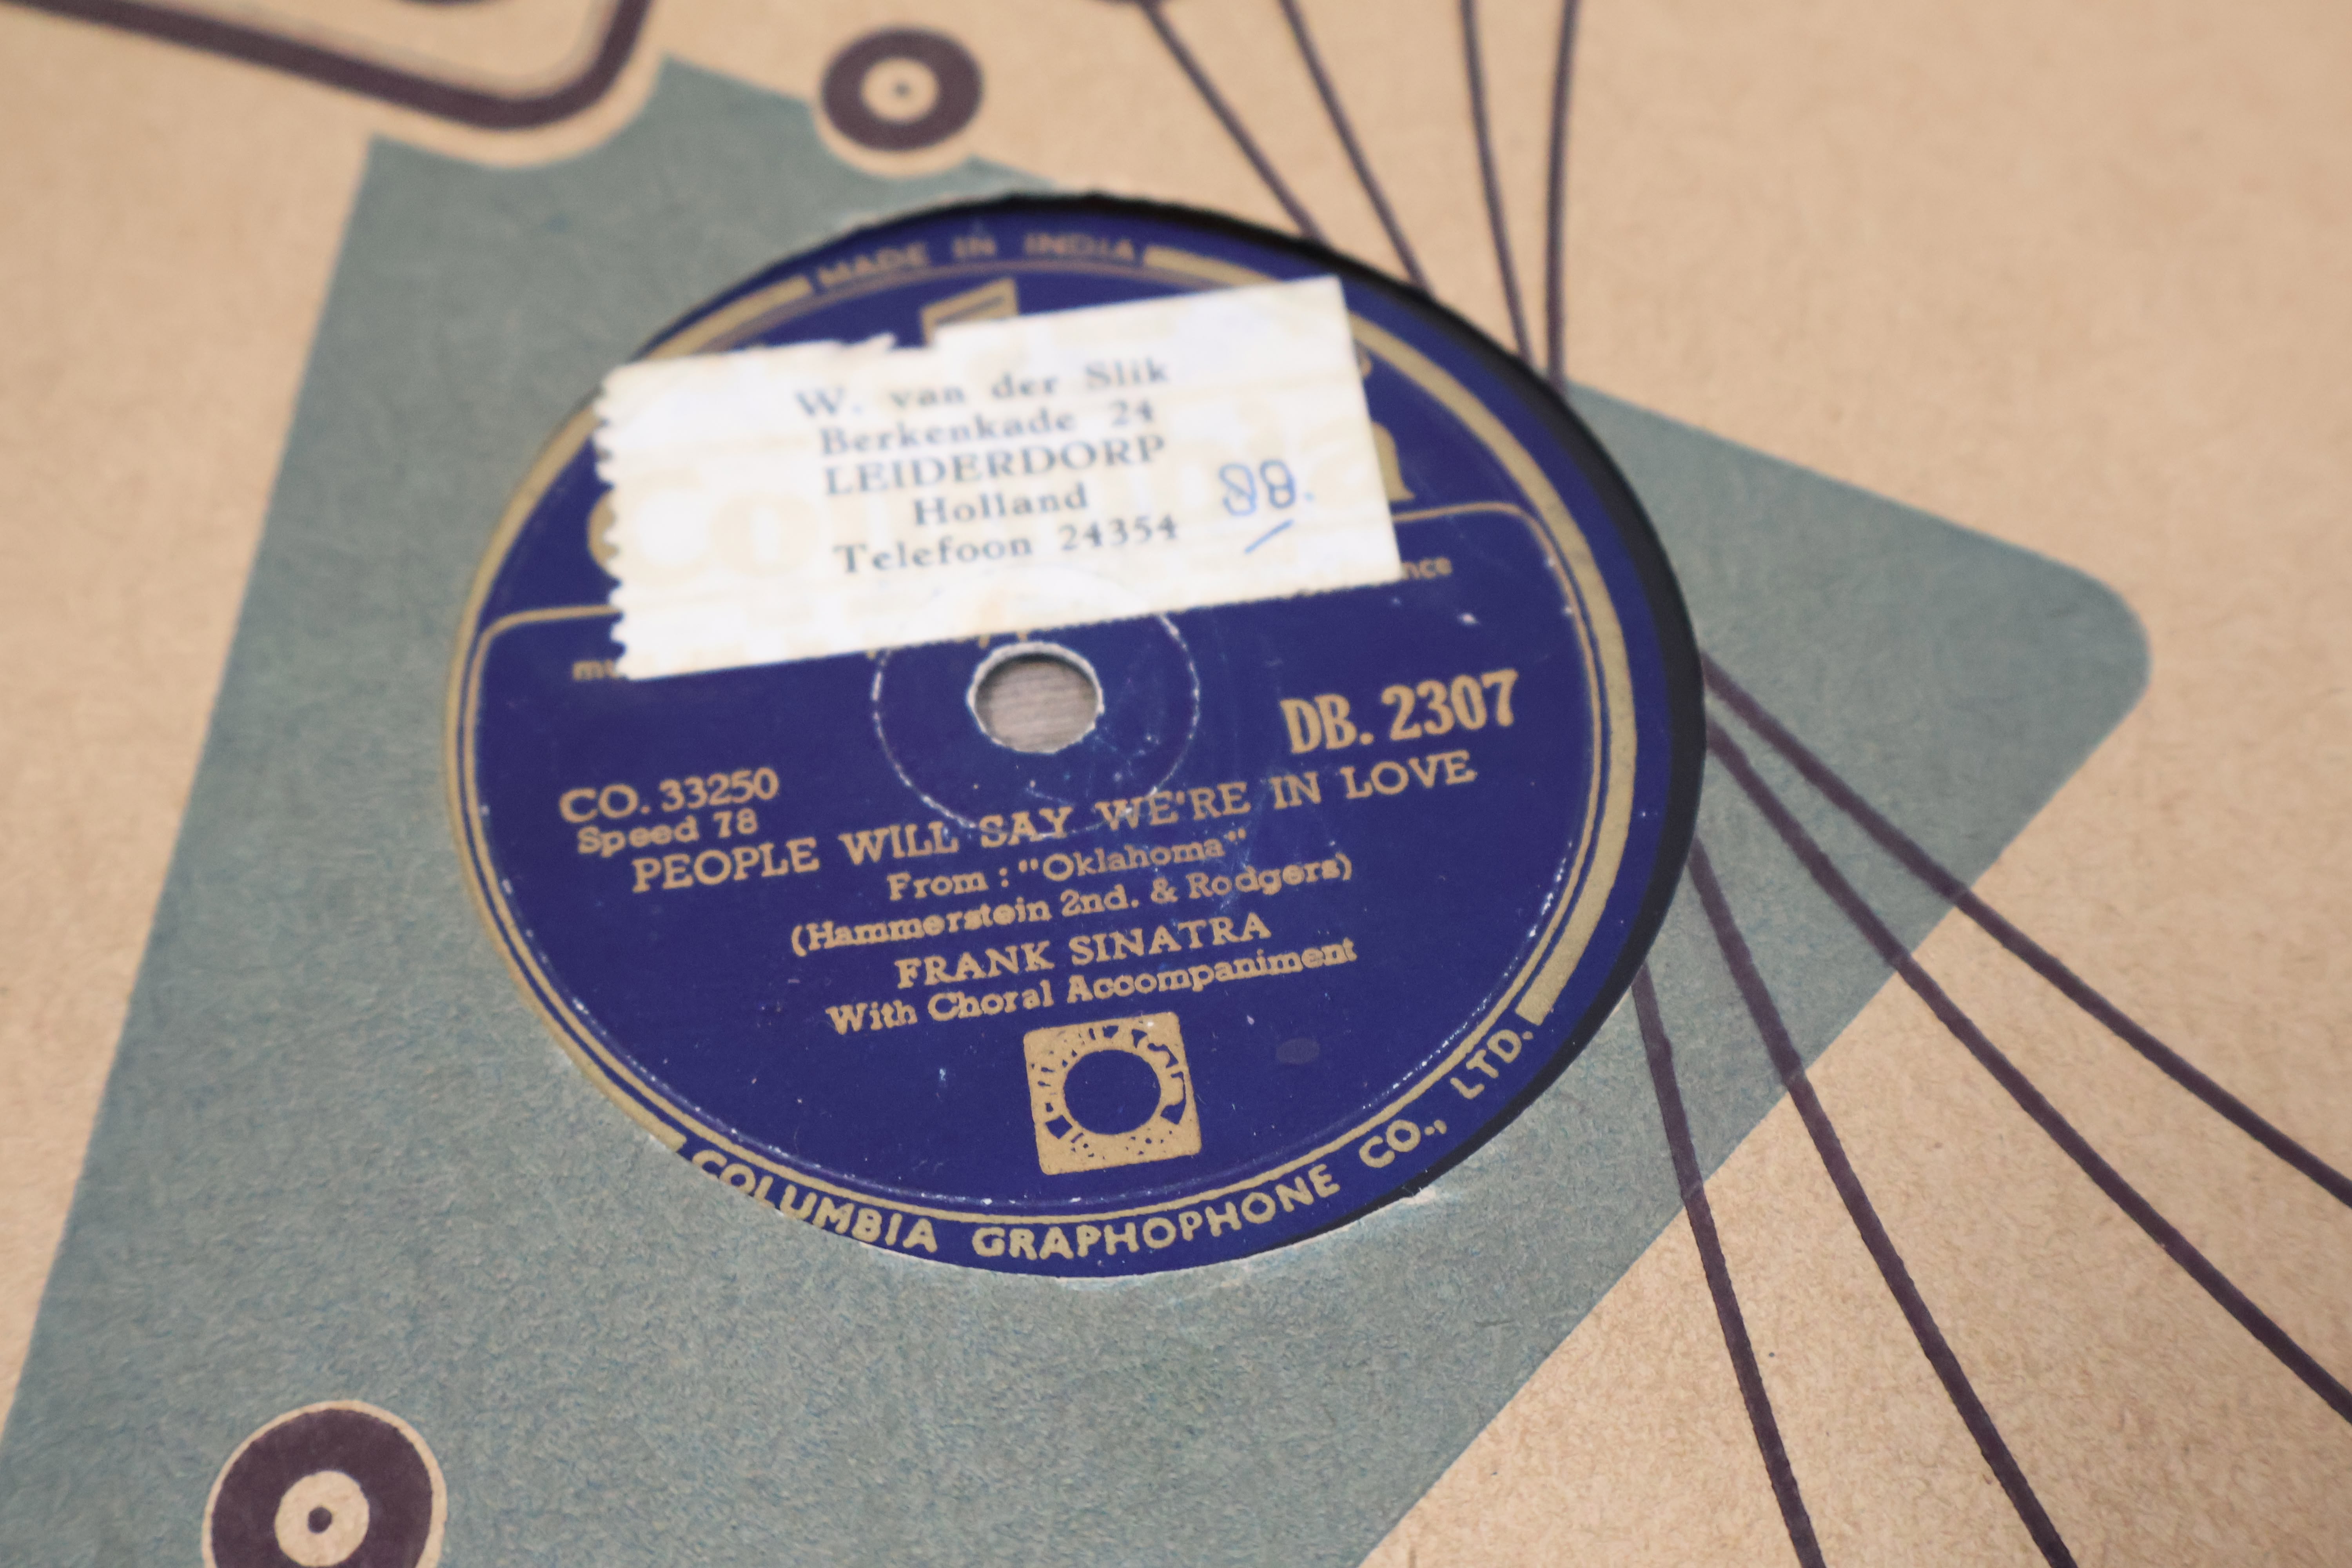 MADE IN INDIA
W. van der Slik
Berkenkade 24
LEIDERDORP
Holland
Telefoon 24354
DB. 2307
CO. 33250
Speed 78
PEOPLE WILL SAY WE'RE IN LOVE
From : "Oklahoma"
(Hammerstein 2nd. & Rodgers)
FRANK SINATRA
With Choral Accompaniment
COLUMBIA GRAPHOPHONE CO., LTD.